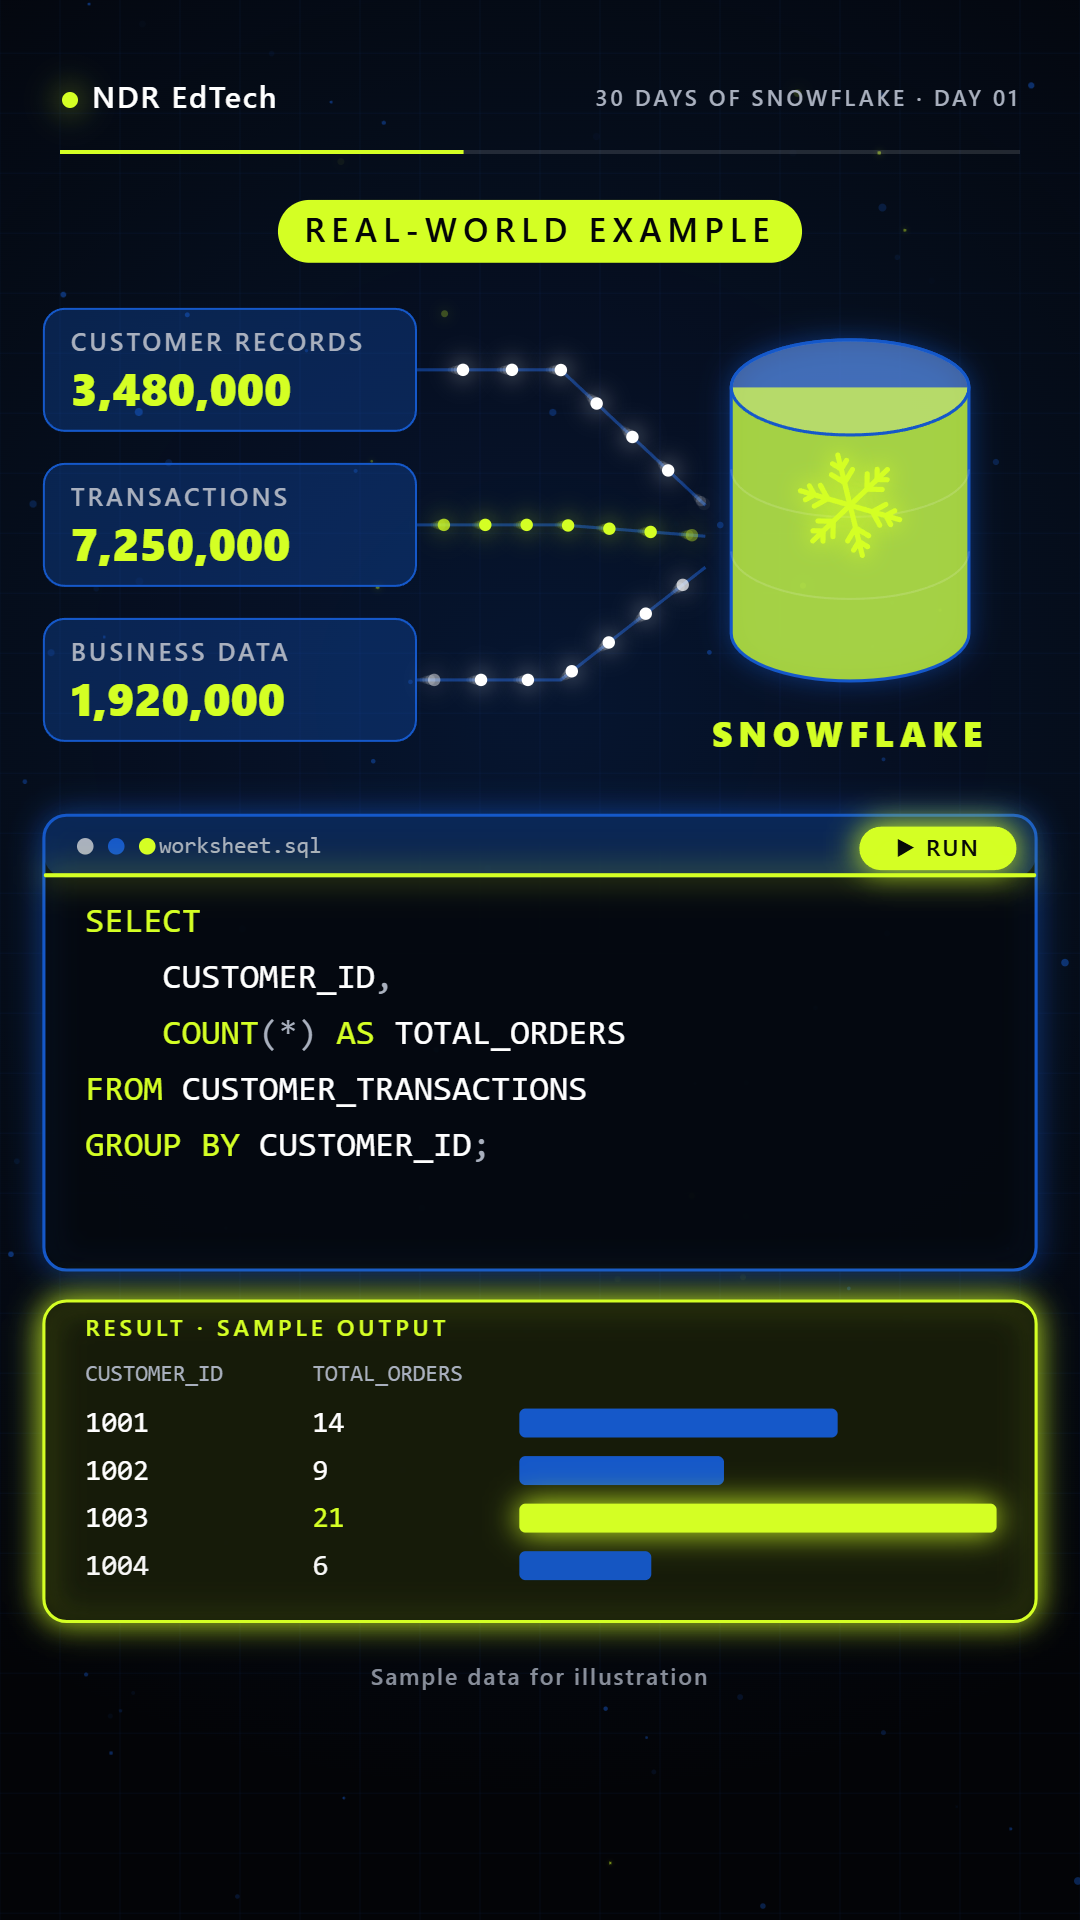 NDR EdTech
30 DAYS OF SNOWFLAKE · DAY 01
REAL-WORLD EXAMPLE
CUSTOMER RECORDS
3,480,000
TRANSACTIONS
7,250,000
BUSINESS DATA
1,920,000
SNOWFLAKE
worksheet.sql
▶ RUN
SELECT
    CUSTOMER_ID,
    COUNT(*) AS TOTAL_ORDERS
FROM CUSTOMER_TRANSACTIONS
GROUP BY CUSTOMER_ID;
RESULT · SAMPLE OUTPUT
CUSTOMER_ID TOTAL_ORDERS
1001 14
1002 9
1003 21
1004 6
Sample data for illustration